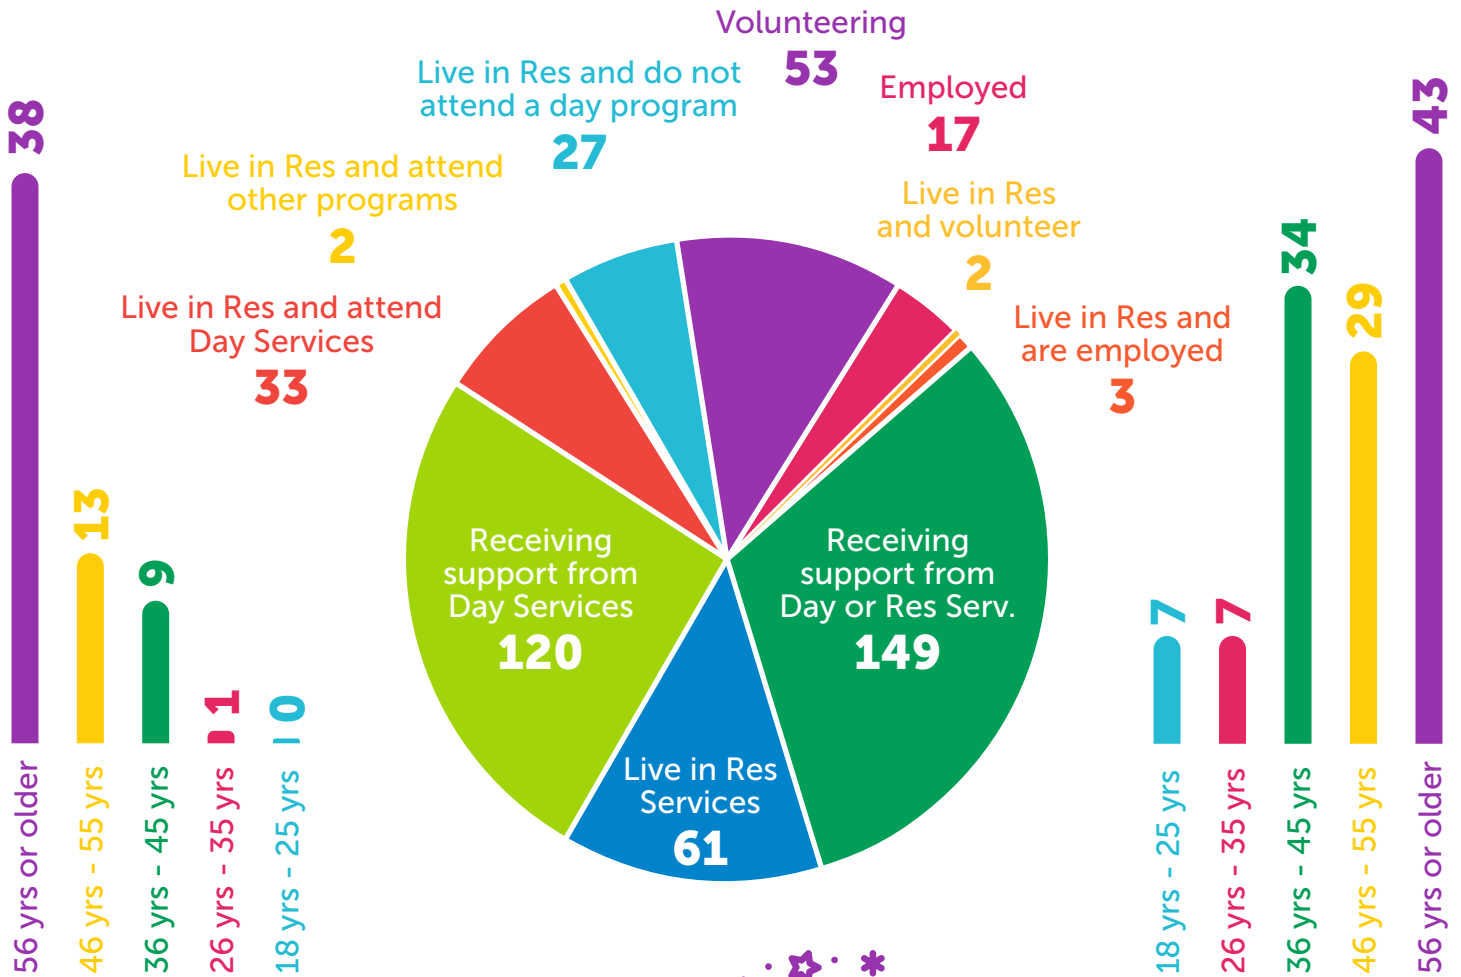 Volunteering
53
Live in Res and do not
attend a day program
27
Employed
17
Live in Res and attend
other programs
2
Live in Res
and volunteer
2
Live in Res and attend
Day Services
33
Live in Res and
are employed
3
Receiving
support from
Day Services
120
Receiving
support from
Day or Res Serv.
149
Live in Res
Services
61
38
56 yrs or older
13
46 yrs - 55 yrs
9
36 yrs - 45 yrs
1
26 yrs - 35 yrs
0
18 yrs - 25 yrs
7
18 yrs - 25 yrs
7
26 yrs - 35 yrs
34
36 yrs - 45 yrs
29
46 yrs - 55 yrs
43
56 yrs or older